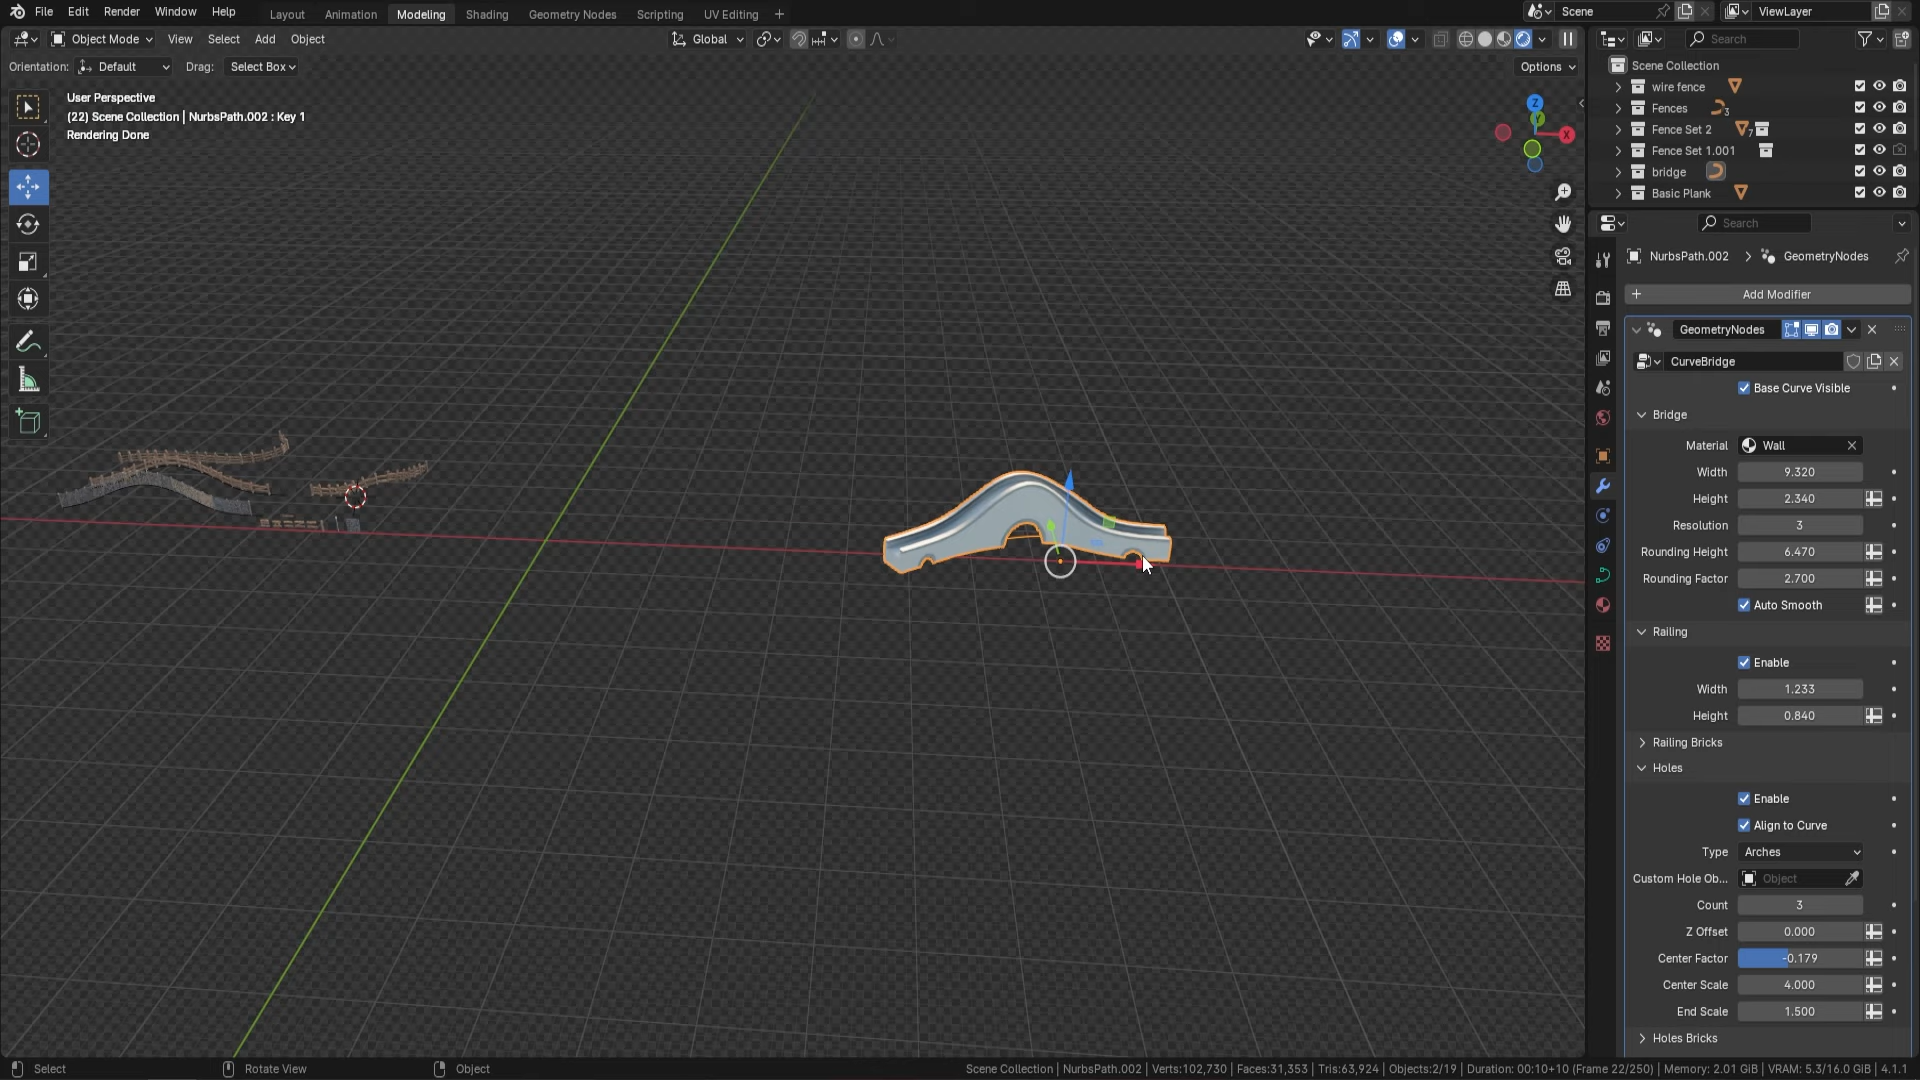 File Edit Render Window Help Layout Animation Modeling Shading Geometry Nodes Scripting UV Editing + Scene ViewLayer
Object Mode View Select Add Object Global Search
Orientation: Default Drag: Select Box Options
Scene Collection
wire fence
Fences 3
Fence Set 2 7
Fence Set 1.001
bridge
Basic Plank
User Perspective
(22) Scene Collection | NurbsPath.002 : Key 1
Rendering Done
Z
Y
X
Search
NurbsPath.002 > GeometryNodes
+ Add Modifier
GeometryNodes
CurveBridge
Base Curve Visible
Bridge
Material Wall
Width 9.320
Height 2.340
Resolution 3
Rounding Height 6.470
Rounding Factor 2.700
Auto Smooth
Railing
Enable
Width 1.233
Height 0.840
Railing Bricks
Holes
Enable
Align to Curve
Type Arches
Custom Hole Ob... Object
Count 3
Z Offset 0.000
Center Factor -0.179
Center Scale 4.000
End Scale 1.500
Holes Bricks
Select Rotate View Object Scene Collection | NurbsPath.002 | Verts:102,730 | Faces:31,353 | Tris:63,924 | Objects:2/19 | Duration: 00:10+10 (Frame 22/250) | Memory: 2.01 GiB | VRAM: 5.3/16.0 GiB | 4.1.1